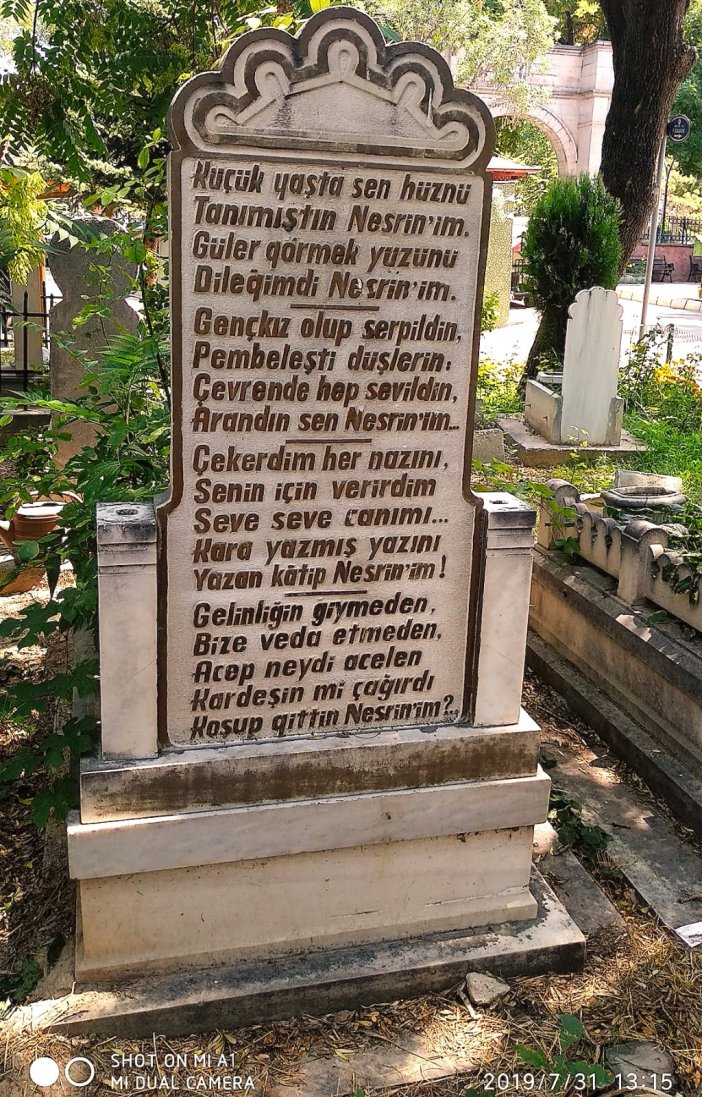 Küçük yaşta sen hüznü
Tanımıştın Nesrin'im.
Güler görmek yüzünü
Dileğimdi Nesrin'im.
Gençkız olup serpildin,
Pembeleşti düşlerin;
Çevrende hep sevildin,
Arandın sen Nesrin'im...
Çekerdim her nazını,
Senin için verirdim
Seve seve canımı...
Kara yazmış yazını
Yazan kâtip Nesrin'im!
Gelinliğin giymeden,
Bize veda etmeden,
Acep neydi acelen
Kardeşin mi çağırdı
Koşup gittin Nesrin'im?..
SHOT ON MI A1
MI DUAL CAMERA
2019/7/31 13:15